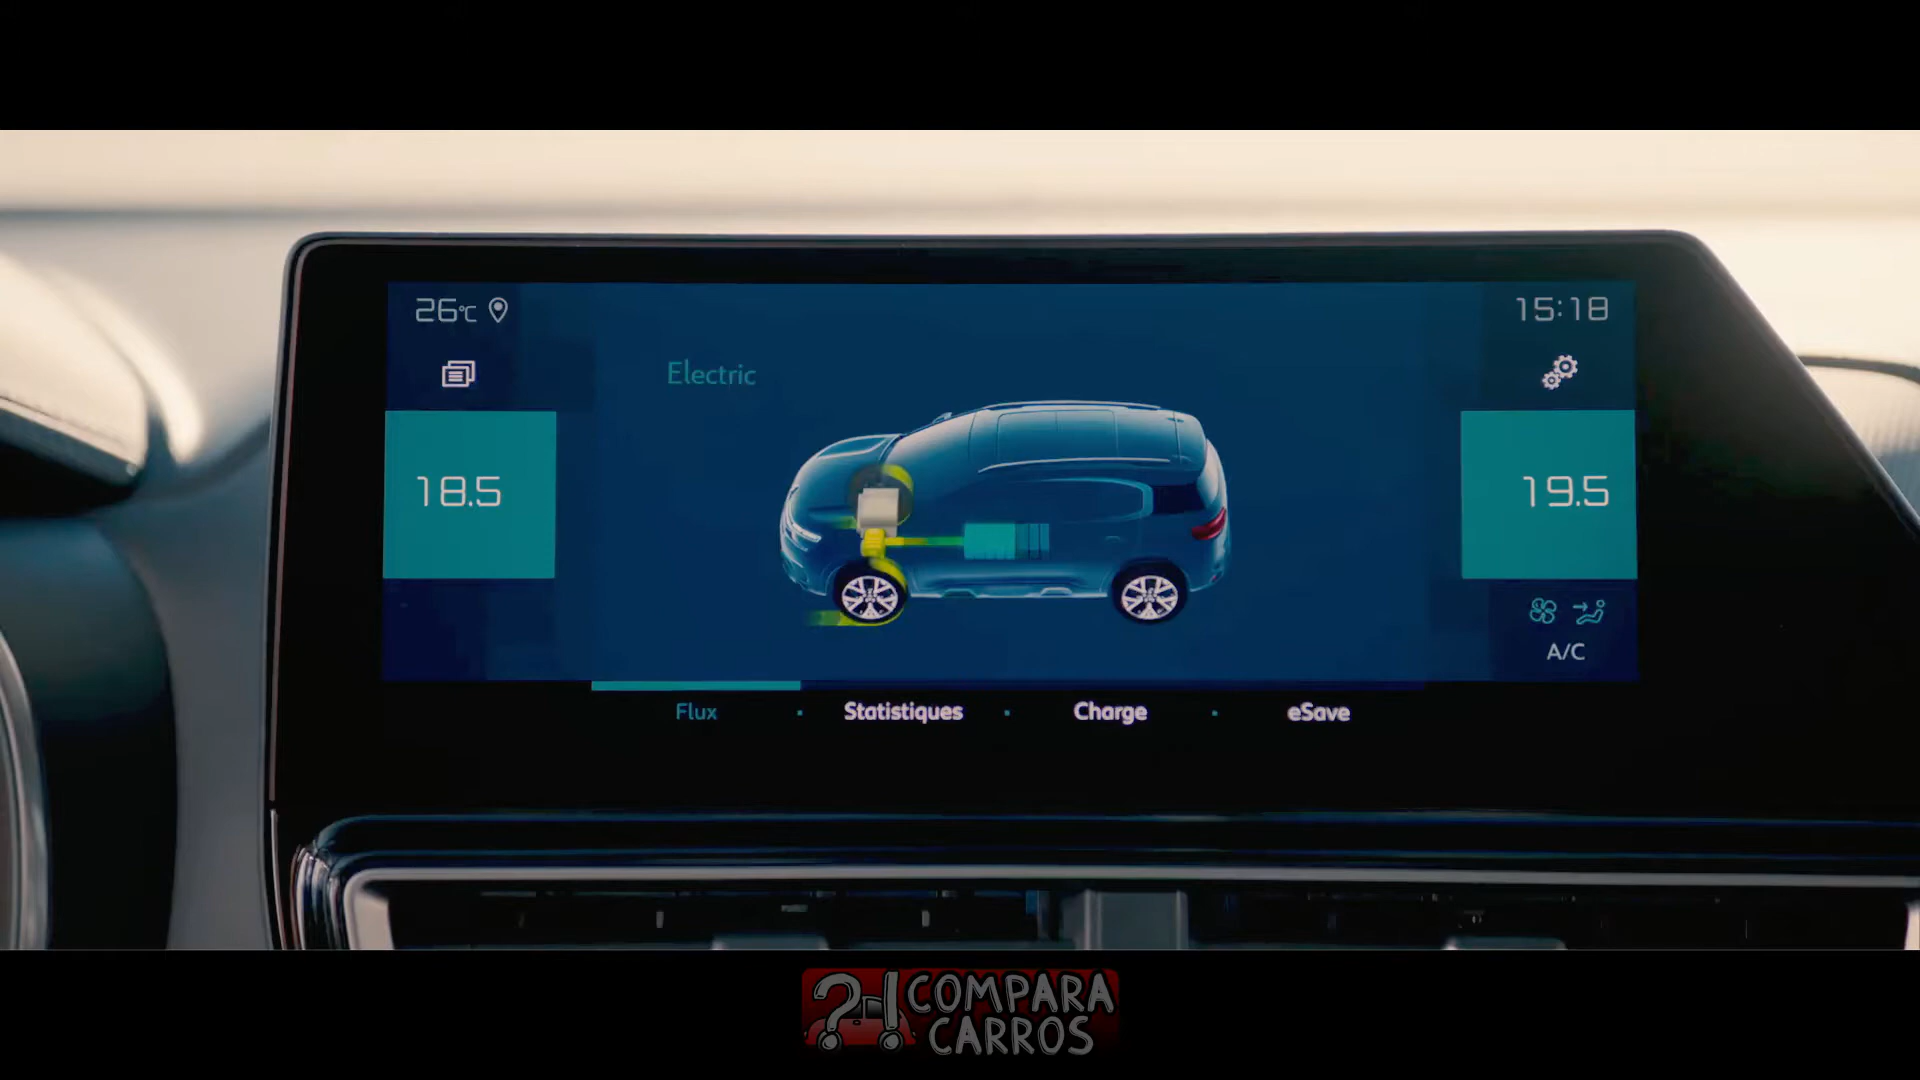 26°C
15:18
Electric
18.5
19.5
A/C
Flux · Statistiques · Charge · eSave
?! COMPARA
CARROS